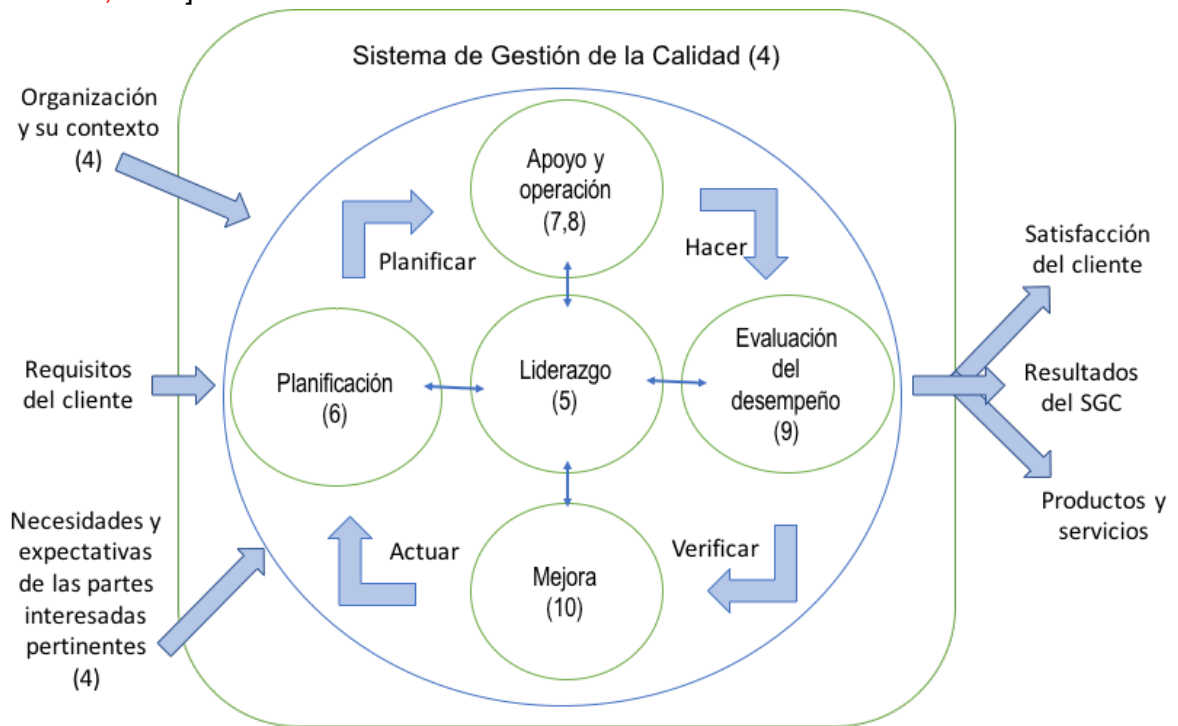 Sistema de Gestión de la Calidad (4)
Organización
y su contexto
(4)
Apoyo y
operación
(7,8)
Planificar
Hacer
Satisfacción
del cliente
Requisitos
del cliente
Planificación
(6)
Liderazgo
(5)
Evaluación
del
desempeño
(9)
Resultados
del SGC
Necesidades y
expectativas
de las partes
interesadas
pertinentes
(4)
Actuar
Mejora
(10)
Verificar
Productos y
servicios